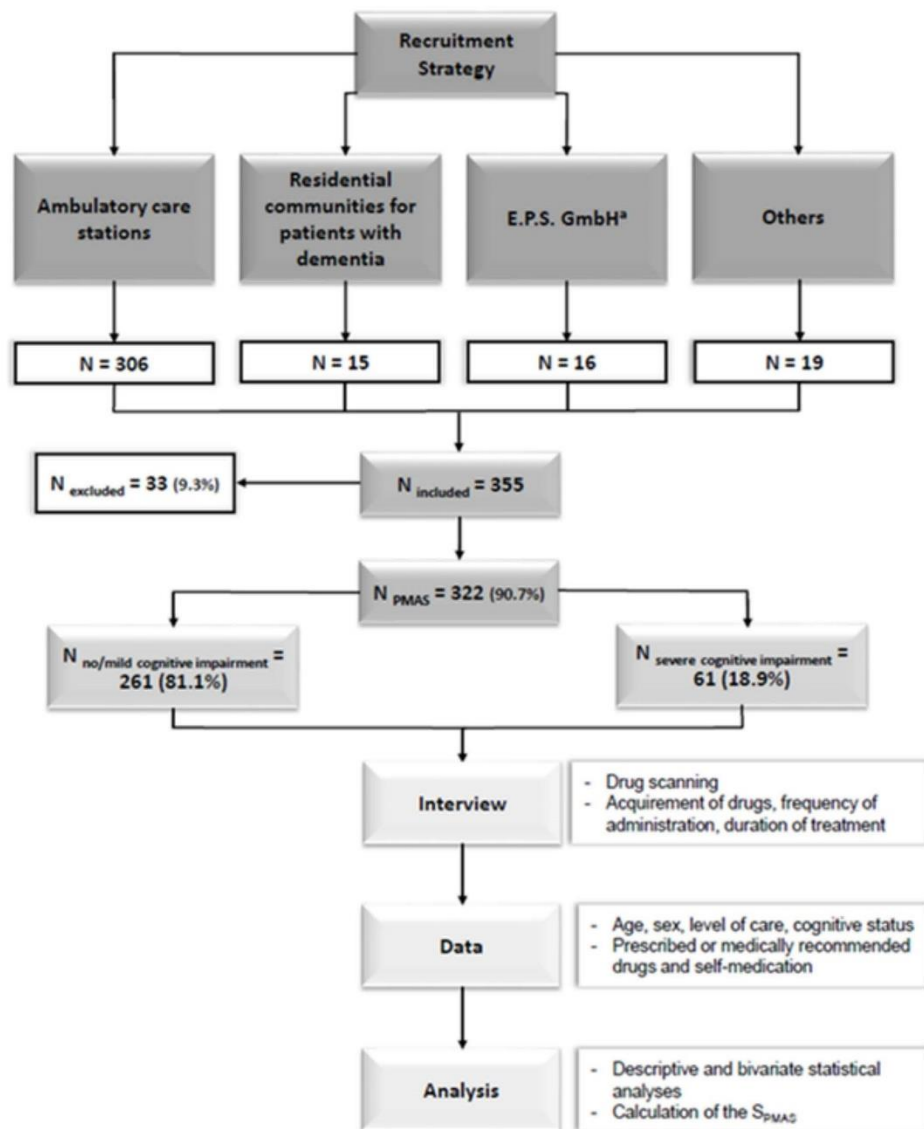 Recruitment
Strategy
Ambulatory care
stations
Residential
communities for
patients with
dementia
E.P.S. GmbHª
Others
N = 306
N = 15
N = 16
N = 19
N excluded = 33 (9.3%)
N included = 355
N PMAS = 322 (90.7%)
N no/mild cognitive impairment =
261 (81.1%)
N severe cognitive impairment =
61 (18.9%)
Interview
- Drug scanning
- Acquirement of drugs, frequency of
administration, duration of treatment
Data
- Age, sex, level of care, cognitive status
- Prescribed or medically recommended
drugs and self-medication
Analysis
- Descriptive and bivariate statistical
analyses
- Calculation of the SPMAS